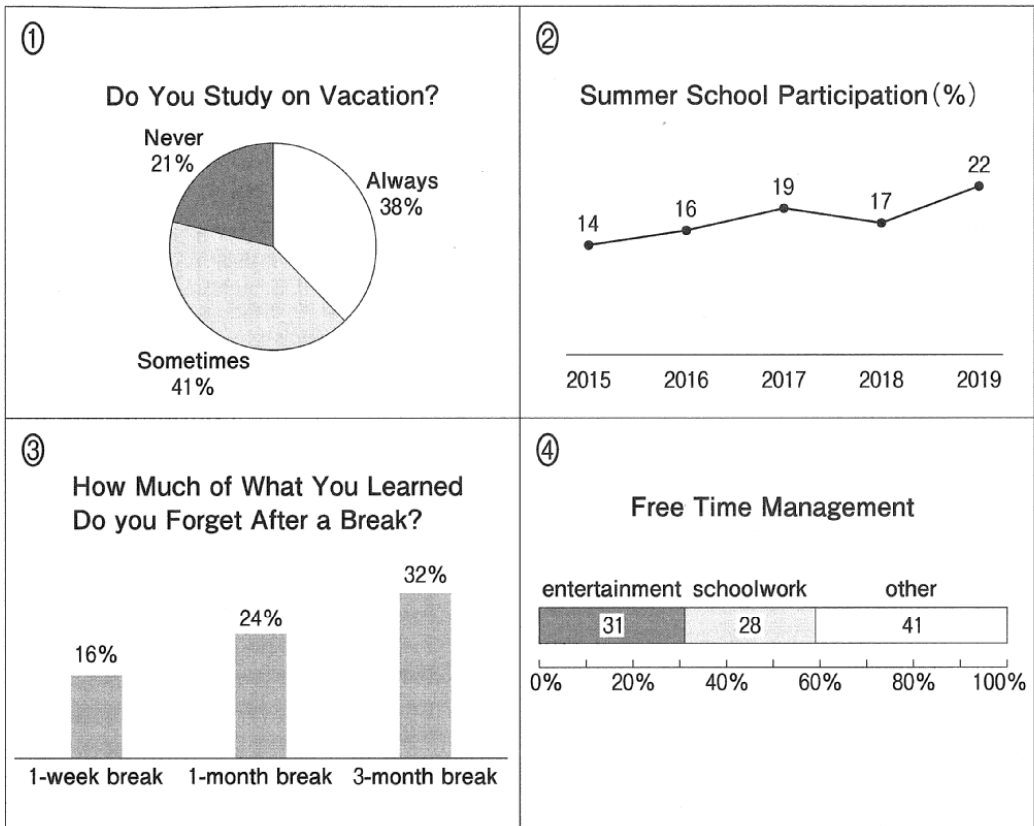 ①
Do You Study on Vacation?
Never
21%
Always
38%
Sometimes
41%
②
Summer School Participation(%)
14
16
19
17
22
2015 2016 2017 2018 2019
③
How Much of What You Learned
Do you Forget After a Break?
16%
24%
32%
1-week break 1-month break 3-month break
④
Free Time Management
entertainment schoolwork other
31 28 41
0% 20% 40% 60% 80% 100%